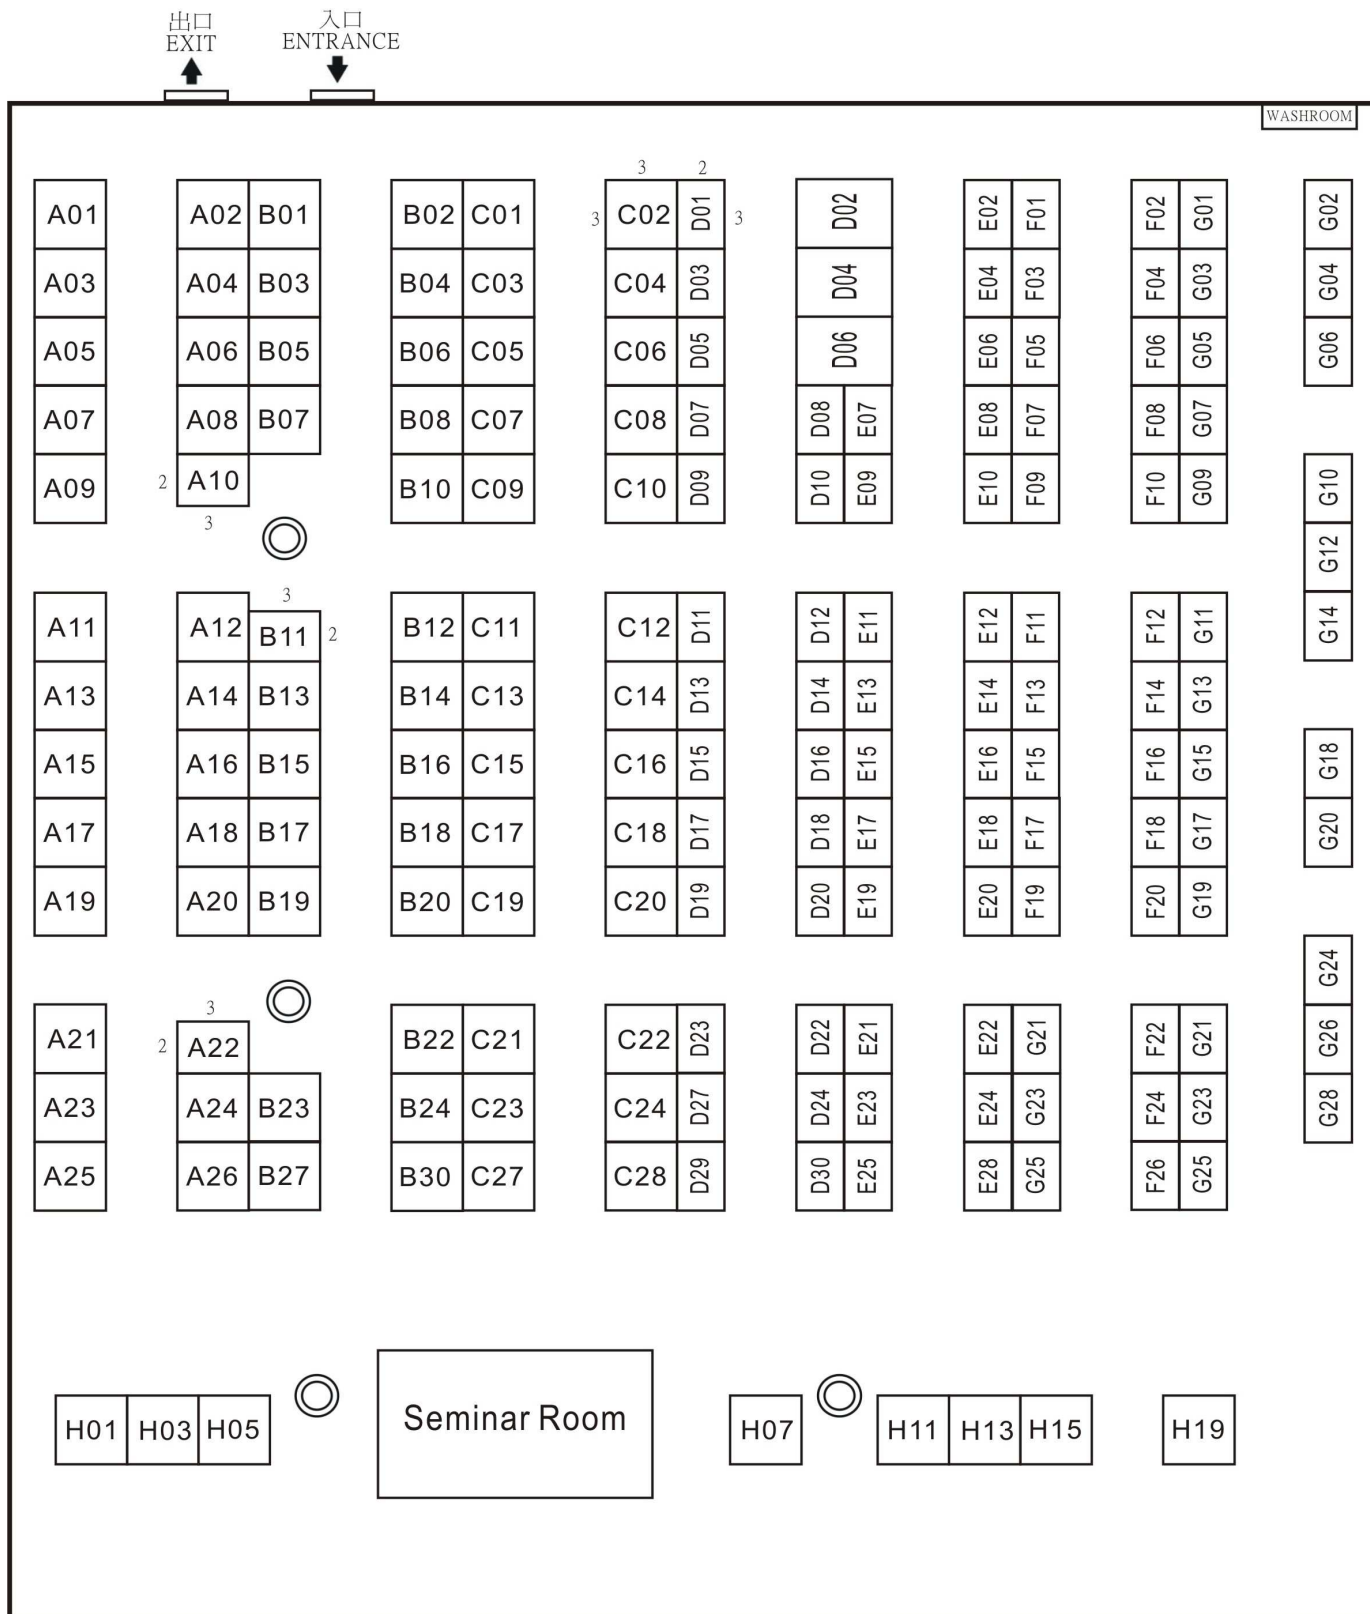 出口
EXIT
入口
ENTRANCE
WASHROOM
3 2
A01 A02 B01 B02 C01 3 C02 D01 3 D02 E02 F01 F02 G01 G02
A03 A04 B03 B04 C03 C04 D03 D04 E04 F03 F04 G03 G04
A05 A06 B05 B06 C05 C06 D05 D06 E06 F05 F06 G05 G06
A07 A08 B07 B08 C07 C08 D07 D08 E07 E08 F07 F08 G07
A09 2 A10 B10 C09 C10 D09 D10 E09 E10 F09 F10 G09 G10
3
G12
3
A11 A12 B11 2 B12 C11 C12 D11 D12 E11 E12 F11 F12 G11 G14
A13 A14 B13 B14 C13 C14 D13 D14 E13 E14 F13 F14 G13
A15 A16 B15 B16 C15 C16 D15 D16 E15 E16 F15 F16 G15 G18
A17 A18 B17 B18 C17 C18 D17 D18 E17 E18 F17 F18 G17 G20
A19 A20 B19 B20 C19 C20 D19 D20 E19 E20 F19 F20 G19
G24
3
A21 2 A22 B22 C21 C22 D23 D22 E21 E22 G21 F22 G21 G26
A23 A24 B23 B24 C23 C24 D27 D24 E23 E24 G23 F24 G23 G28
A25 A26 B27 B30 C27 C28 D29 D30 E25 E28 G25 F26 G25
Seminar Room
H01 H03 H05 H07 H11 H13 H15 H19